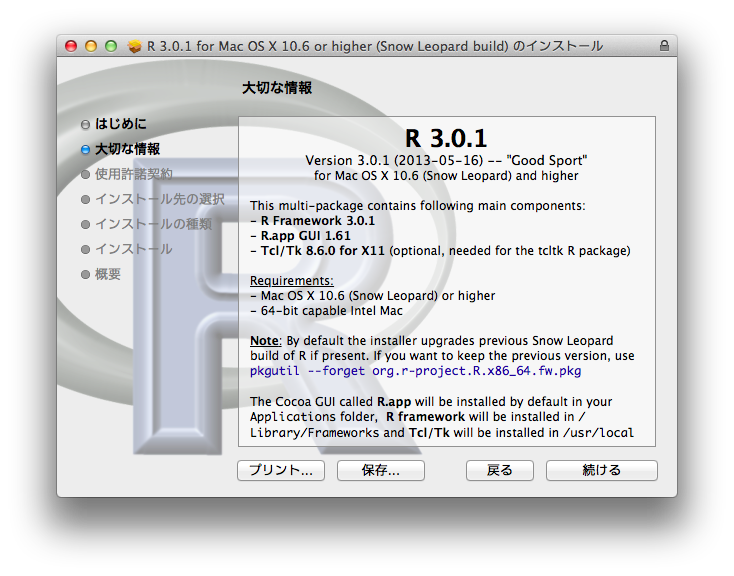 R 3.0.1 for Mac OS X 10.6 or higher (Snow Leopard build) のインストール
大切な情報
はじめに
大切な情報
使用許諾契約
インストール先の選択
インストールの種類
インストール
概要
R 3.0.1
Version 3.0.1 (2013-05-16) -- "Good Sport"
for Mac OS X 10.6 (Snow Leopard) and higher
This multi-package contains following main components:
- R Framework 3.0.1
- R.app GUI 1.61
- Tcl/Tk 8.6.0 for X11 (optional, needed for the tcltk R package)
Requirements:
- Mac OS X 10.6 (Snow Leopard) or higher
- 64-bit capable Intel Mac
Note: By default the installer upgrades previous Snow Leopard
build of R if present. If you want to keep the previous version, use
pkgutil --forget org.r-project.R.x86_64.fw.pkg
The Cocoa GUI called R.app will be installed by default in your
Applications folder, R framework will be installed in /
Library/Frameworks and Tcl/Tk will be installed in /usr/local
プリント... 保存... 戻る 続ける
R